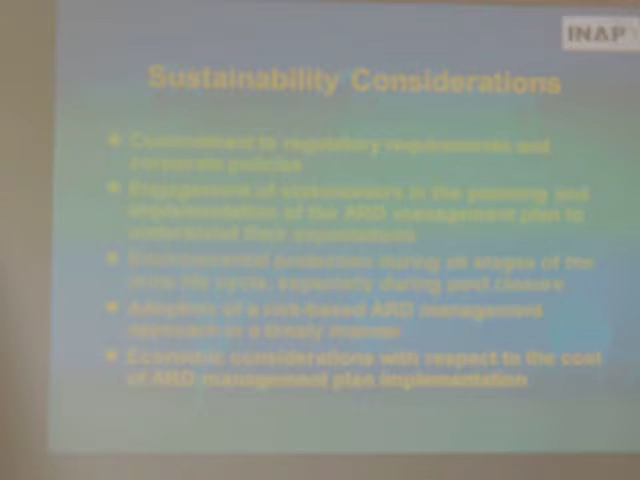 INAP
Sustainability Considerations
Commitment to regulatory requirements and
corporate policies
Engagement of stakeholders in the planning and
implementation of the ARD management plan to
understand their expectations
Environmental protection during all stages of the
mine life cycle, especially during post closure
Adoption of a risk-based ARD management
approach in a timely manner
Economic considerations with respect to the cost
of ARD management plan implementation